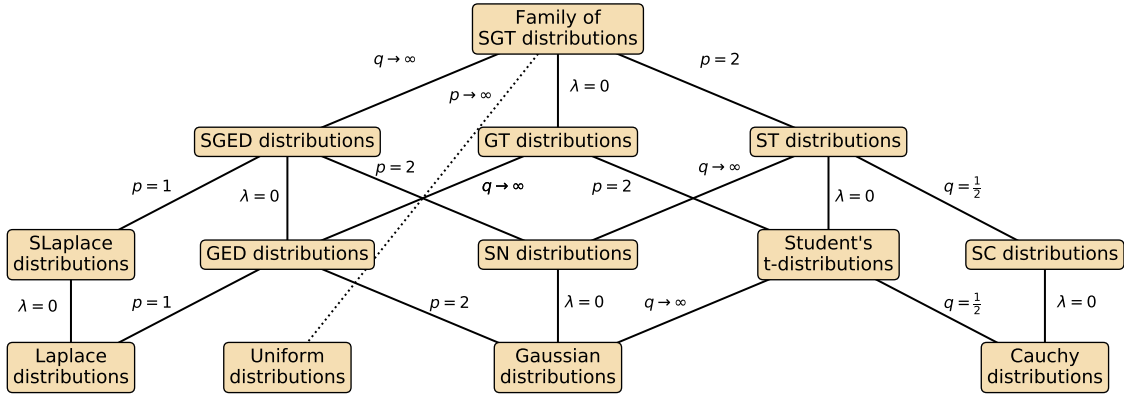 Family of
SGT distributions
q → ∞
p → ∞
λ = 0
p = 2
SGED distributions
GT distributions
ST distributions
p = 1
λ = 0
p = 2
q → ∞
p = 2
q → ∞
λ = 0
q = 1/2
SLaplace
distributions
GED distributions
SN distributions
Student's
t-distributions
SC distributions
λ = 0
p = 1
p = 2
λ = 0
q → ∞
q = 1/2
λ = 0
Laplace
distributions
Uniform
distributions
Gaussian
distributions
Cauchy
distributions